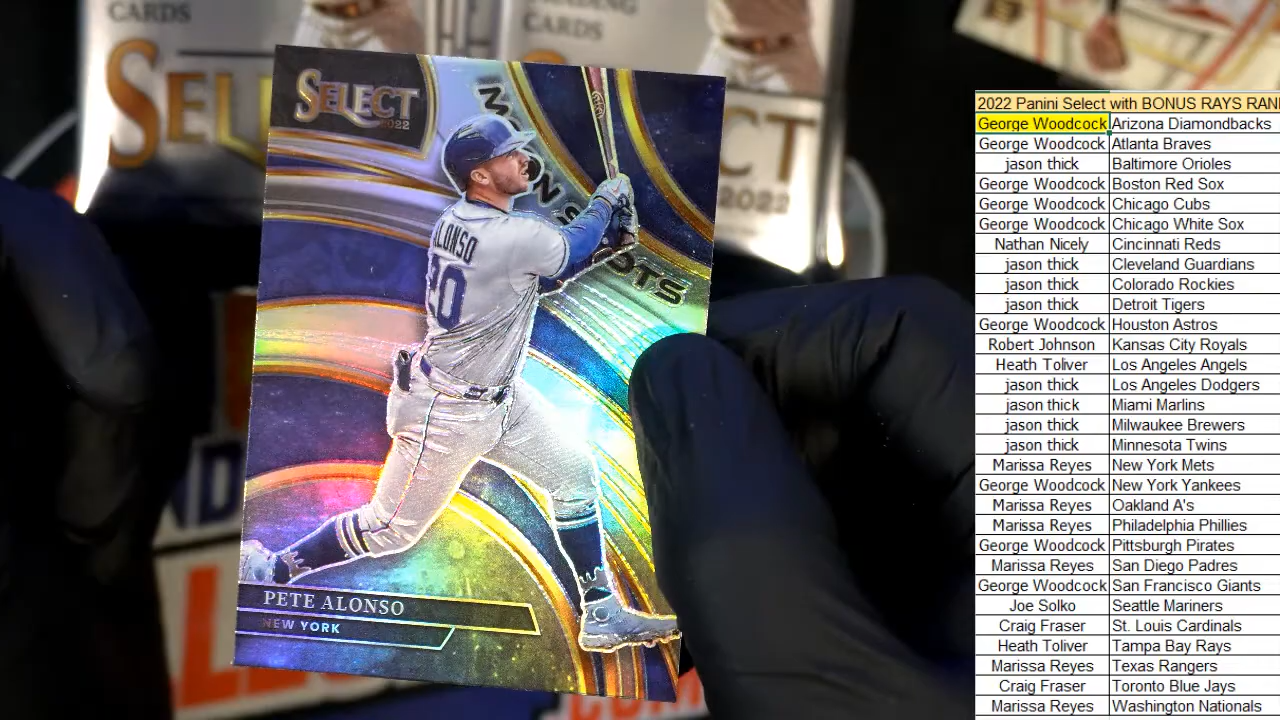 CARDS
CARDS
SELECT
2022
MOON SHOTS
ALONSO
20
PETE ALONSO
NEW YORK
2022
2022 Panini Select with BONUS RAYS RAN
George Woodcock Arizona Diamondbacks
George Woodcock Atlanta Braves
jason thick Baltimore Orioles
George Woodcock Boston Red Sox
George Woodcock Chicago Cubs
George Woodcock Chicago White Sox
Nathan Nicely Cincinnati Reds
jason thick Cleveland Guardians
jason thick Colorado Rockies
jason thick Detroit Tigers
George Woodcock Houston Astros
Robert Johnson Kansas City Royals
Heath Toliver Los Angeles Angels
jason thick Los Angeles Dodgers
jason thick Miami Marlins
jason thick Milwaukee Brewers
jason thick Minnesota Twins
Marissa Reyes New York Mets
George Woodcock New York Yankees
Marissa Reyes Oakland A's
Marissa Reyes Philadelphia Phillies
George Woodcock Pittsburgh Pirates
Marissa Reyes San Diego Padres
George Woodcock San Francisco Giants
Joe Solko Seattle Mariners
Craig Fraser St. Louis Cardinals
Heath Toliver Tampa Bay Rays
Marissa Reyes Texas Rangers
Craig Fraser Toronto Blue Jays
Marissa Reyes Washington Nationals